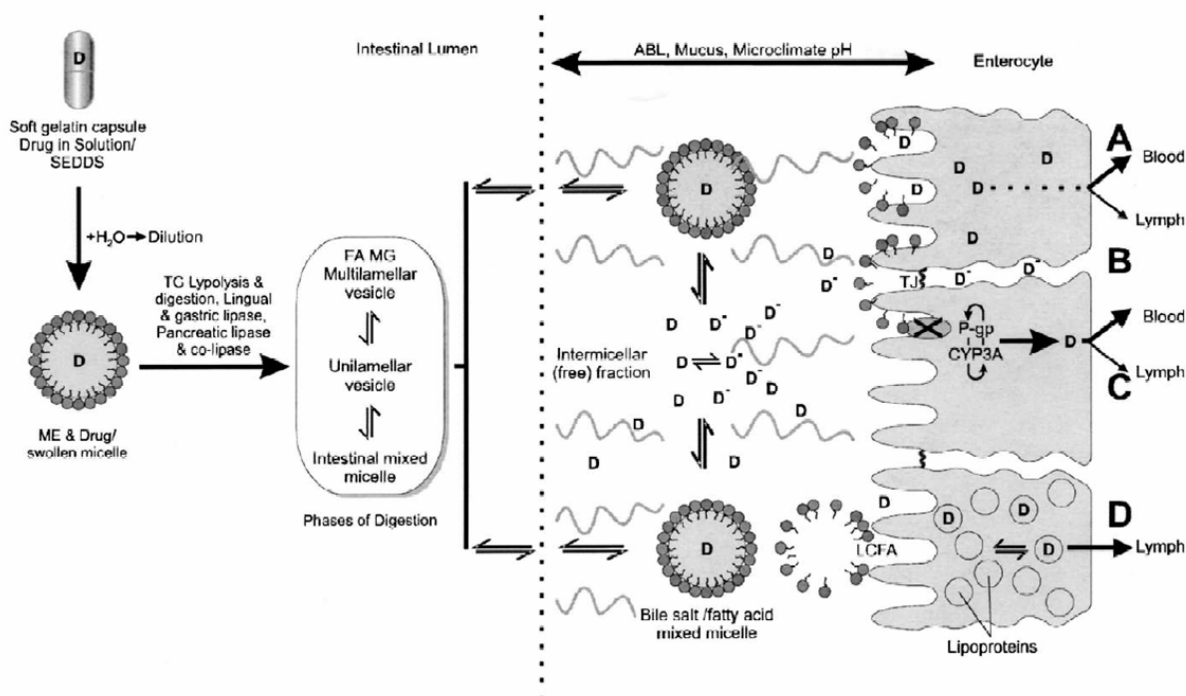 D
Soft gelatin capsule
Drug in Solution/
SEDDS
+H₂O → Dilution
D
ME & Drug/
swollen micelle
TG Lypolysis &
digestion, Lingual
& gastric lipase,
Pancreatic lipase
& co-lipase
Intestinal Lumen
FA MG
Multilamellar
vesicle
Unilamellar
vesicle
Intestinal mixed
micelle
Phases of Digestion
ABL, Mucus, Microclimate pH
Enterocyte
D
D
D
D
D
D
D
D
A
Blood
Lymph
B
D
D⁻
TJ
D⁻
D⁻
D
D⁻
D⁻
Intermicellar
(free) fraction
D
D⁻
D⁻
D⁻
D
D⁻
D
D
D
D
D
P-gp
CYP3A
D
Blood
Lymph
C
D
Bile salt /fatty acid
mixed micelle
D
LCFA
D
D
D
D
Lymph
Lipoproteins